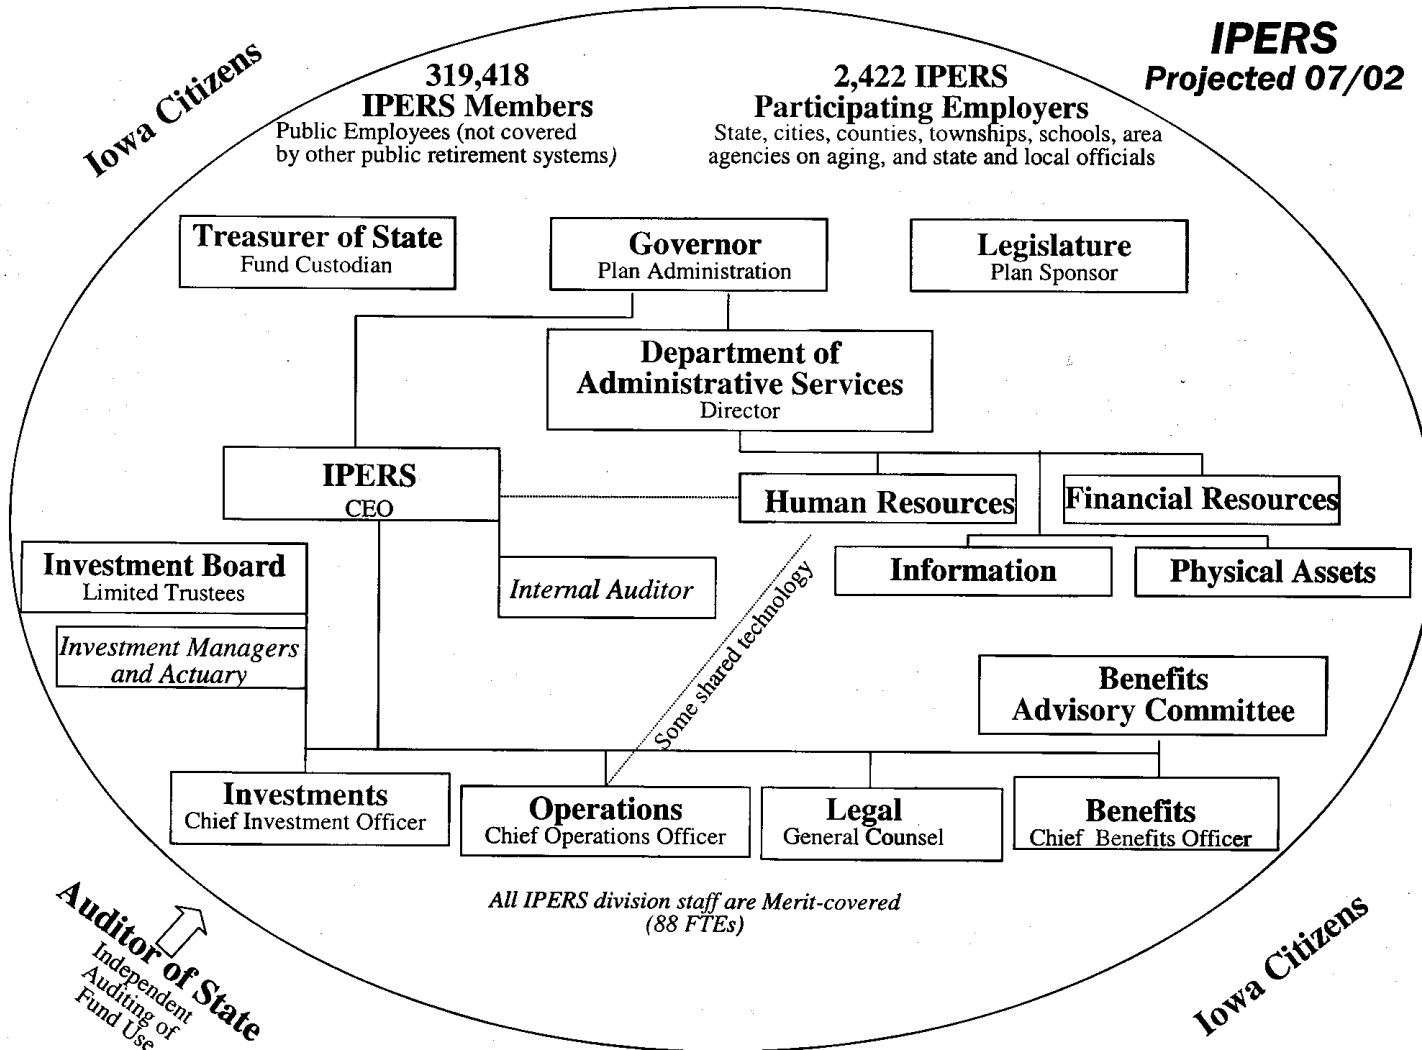 IPERS
Projected 07/02
Iowa Citizens
319,418
IPERS Members
Public Employees (not covered
by other public retirement systems)
2,422 IPERS
Participating Employers
State, cities, counties, townships, schools, area
agencies on aging, and state and local officials
Treasurer of State
Fund Custodian
Governor
Plan Administration
Legislature
Plan Sponsor
Department of
Administrative Services
Director
IPERS
CEO
Human Resources
Financial Resources
Investment Board
Limited Trustees
Internal Auditor
Information
Physical Assets
Investment Managers
and Actuary
Some shared technology
Benefits
Advisory Committee
Investments
Chief Investment Officer
Operations
Chief Operations Officer
Legal
General Counsel
Benefits
Chief Benefits Officer
All IPERS division staff are Merit-covered
(88 FTEs)
Auditor of State
Independent
Auditing of
Fund Use
Iowa Citizens